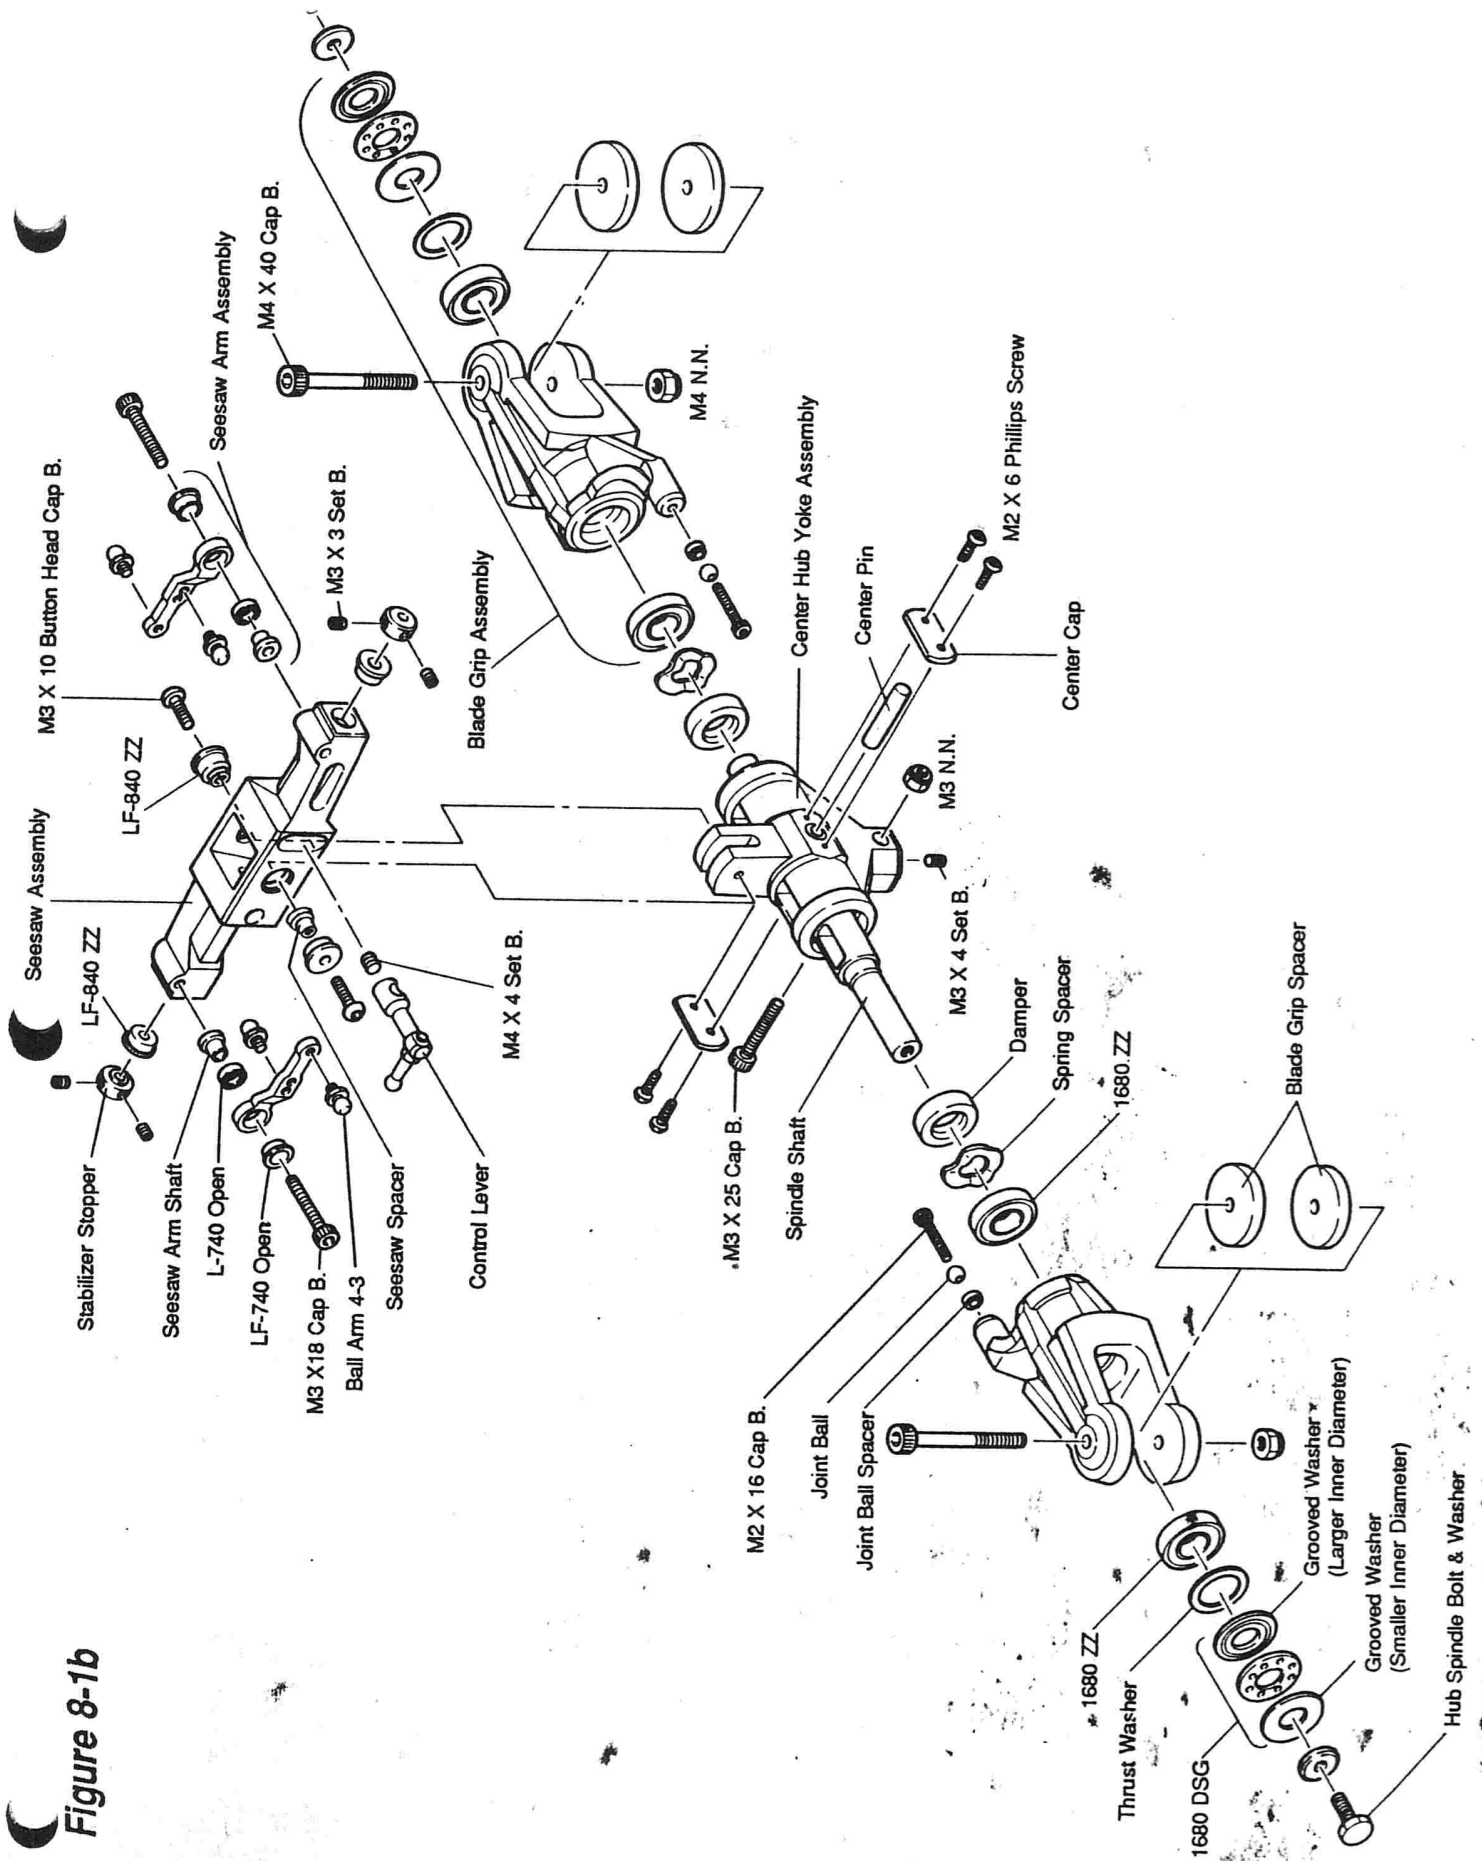 Figure 8-1b
Stabilizer Stopper
LF-840 ZZ
Seesaw Assembly
LF-840 ZZ
M3 X 10 Button Head Cap B.
Seesaw Arm Assembly
M4 X 40 Cap B.
Seesaw Arm Shaft
L-740 Open
LF-740 Open
M3 X18 Cap B.
Ball Arm 4-3
Seesaw Spacer
Control Lever
M4 X 4 Set B.
M3 X 3 Set B.
Blade Grip Assembly
M4 N.N.
M3 X 25 Cap B.
Spindle Shaft
Center Hub Yoke Assembly
Center Pin
M2 X 6 Phillips Screw
Center Cap
M3 N.N.
M3 X 4 Set B.
Damper
Spring Spacer
1680 ZZ
Blade Grip Spacer
M2 X 16 Cap B.
Joint Ball
Joint Ball Spacer
1680 ZZ
Thrust Washer
1680 DSG
Grooved Washer
(Larger Inner Diameter)
Grooved Washer
(Smaller Inner Diameter)
Hub Spindle Bolt & Washer